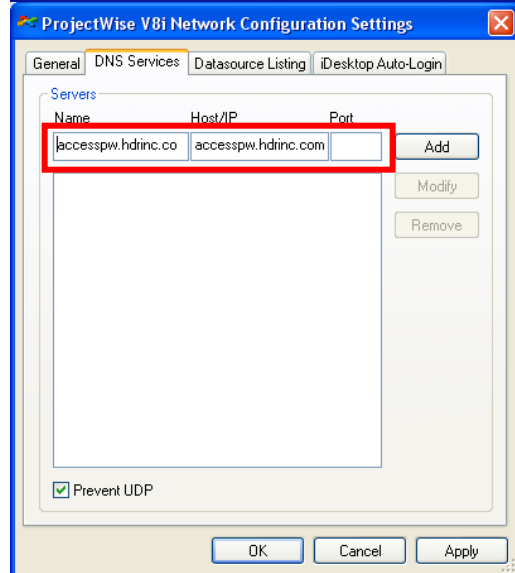 ProjectWise V8i Network Configuration Settings
General DNS Services Datasource Listing iDesktop Auto-Login
Servers
Name Host/IP Port
accesspw.hdrinc.co accesspw.hdrinc.com Add
Modify
Remove
Prevent UDP
OK Cancel Apply